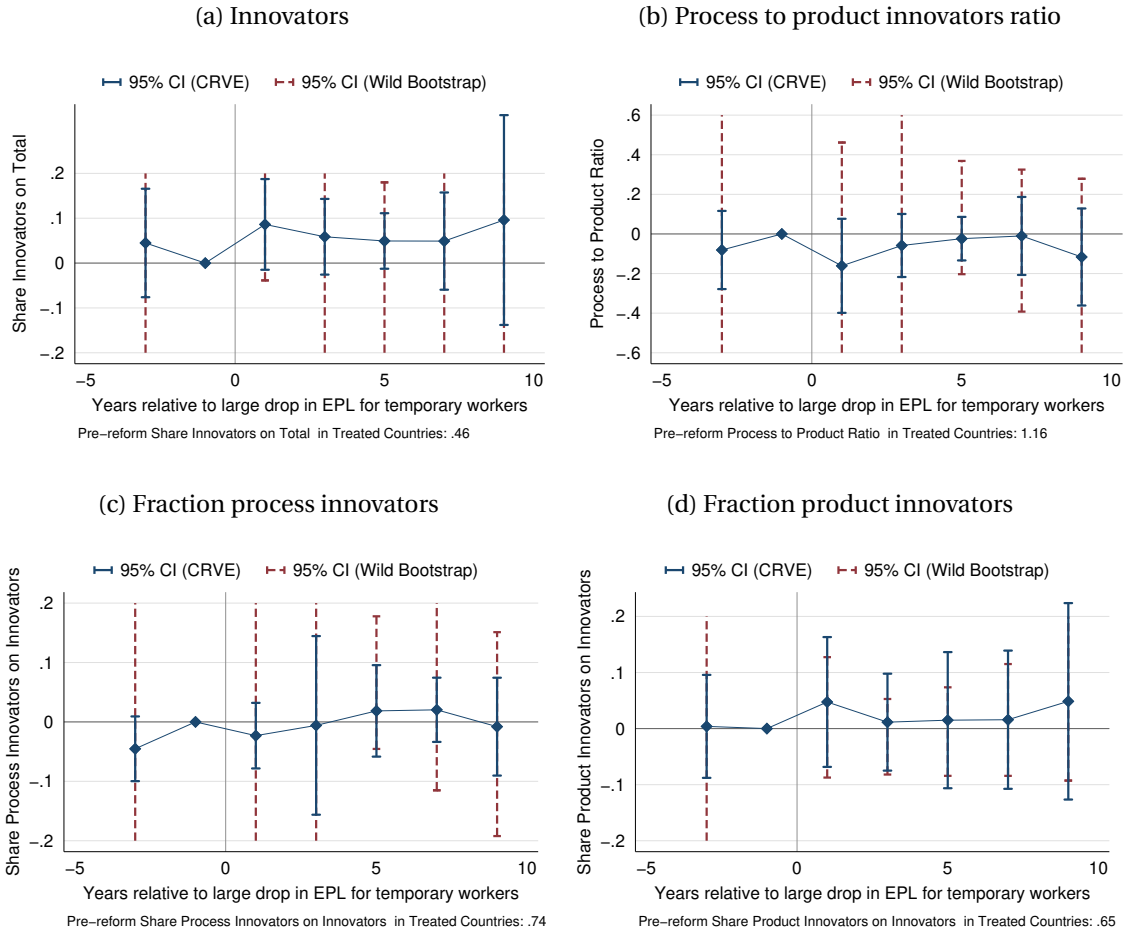 (a) Innovators
95% CI (CRVE) 95% CI (Wild Bootstrap)
Share Innovators on Total
.2
.1
0
−.1
−.2
−5 0 5 10
Years relative to large drop in EPL for temporary workers
Pre−reform Share Innovators on Total in Treated Countries: .46
(b) Process to product innovators ratio
95% CI (CRVE) 95% CI (Wild Bootstrap)
Process to Product Ratio
.6
.4
.2
0
−.2
−.4
−.6
−5 0 5 10
Years relative to large drop in EPL for temporary workers
Pre−reform Process to Product Ratio in Treated Countries: 1.16
(c) Fraction process innovators
95% CI (CRVE) 95% CI (Wild Bootstrap)
Share Process Innovators on Innovators
.2
.1
0
−.1
−.2
−5 0 5 10
Years relative to large drop in EPL for temporary workers
Pre−reform Share Process Innovators on Innovators in Treated Countries: .74
(d) Fraction product innovators
95% CI (CRVE) 95% CI (Wild Bootstrap)
Share Product Innovators on Innovators
.2
.1
0
−.1
−.2
−5 0 5 10
Years relative to large drop in EPL for temporary workers
Pre−reform Share Product Innovators on Innovators in Treated Countries: .65